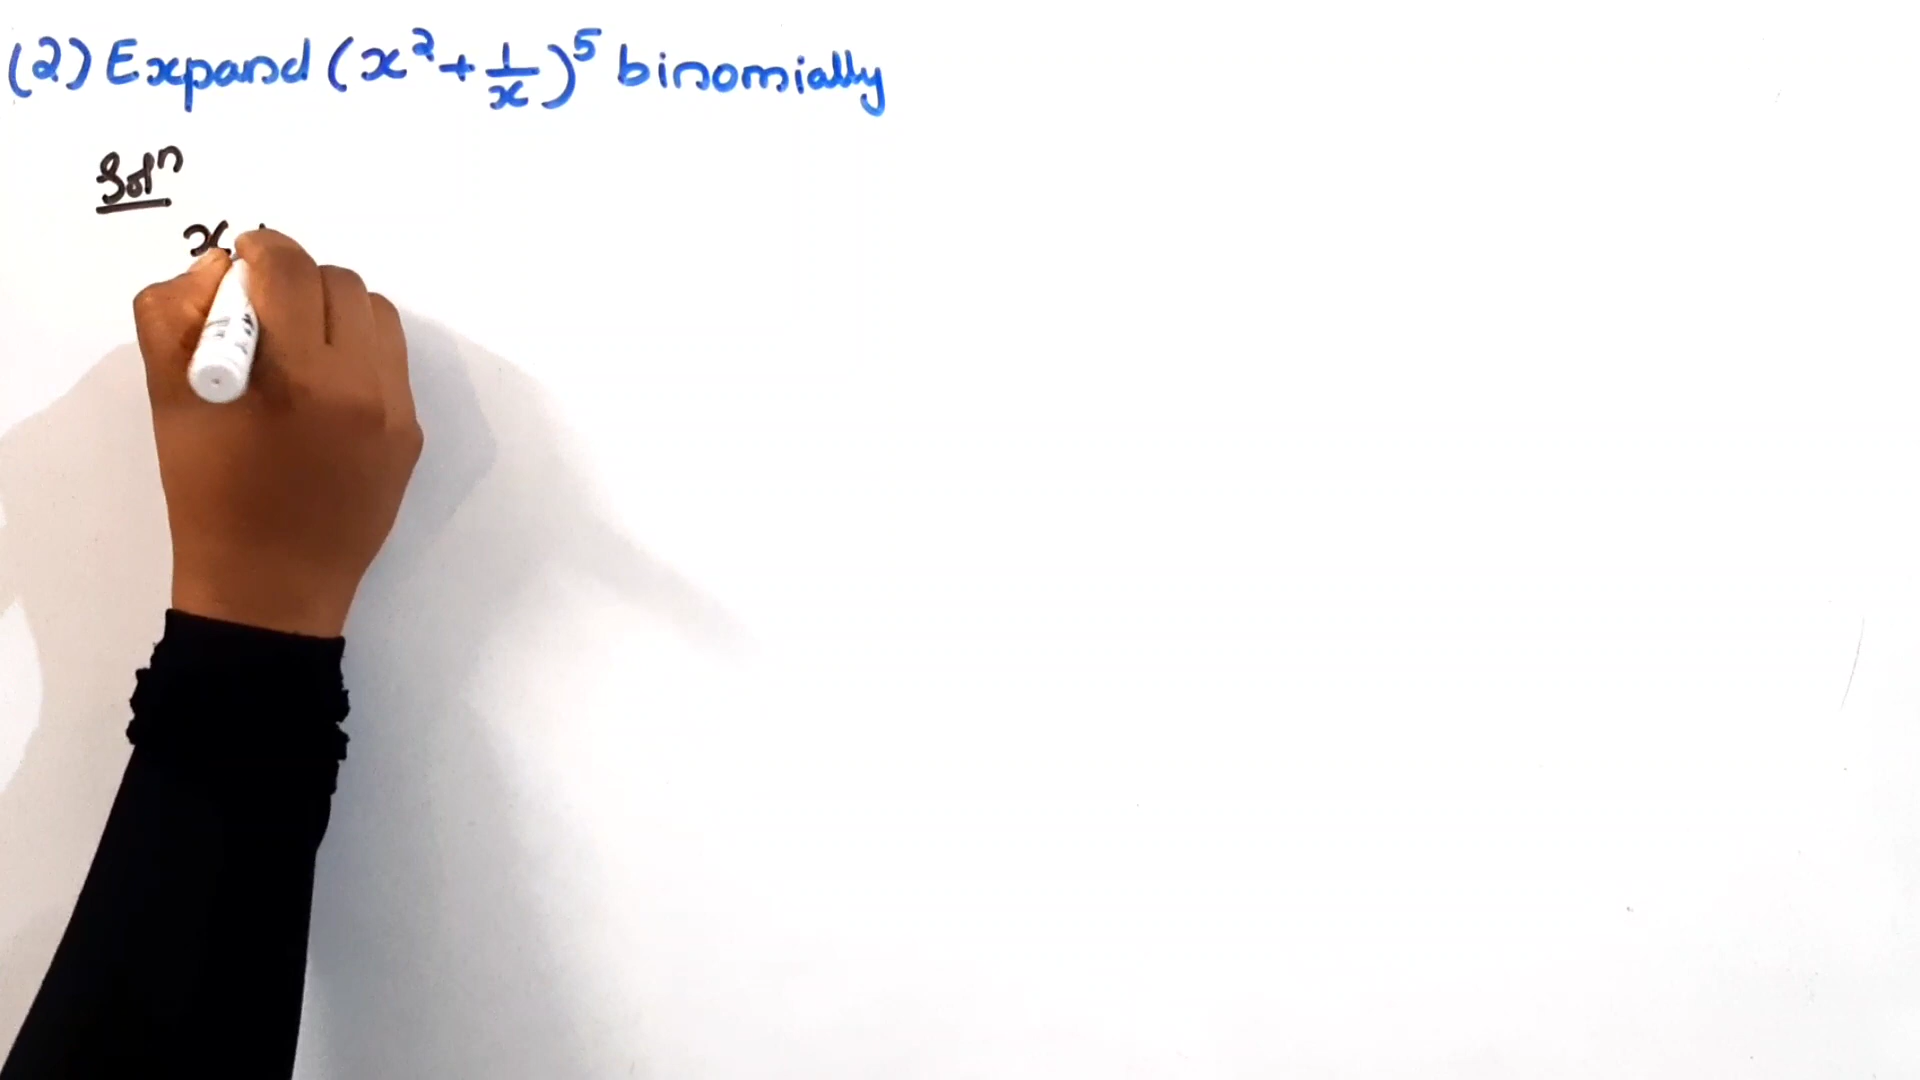 (2) Expand (x² + 1/x)⁵ binomially
Solⁿ
x